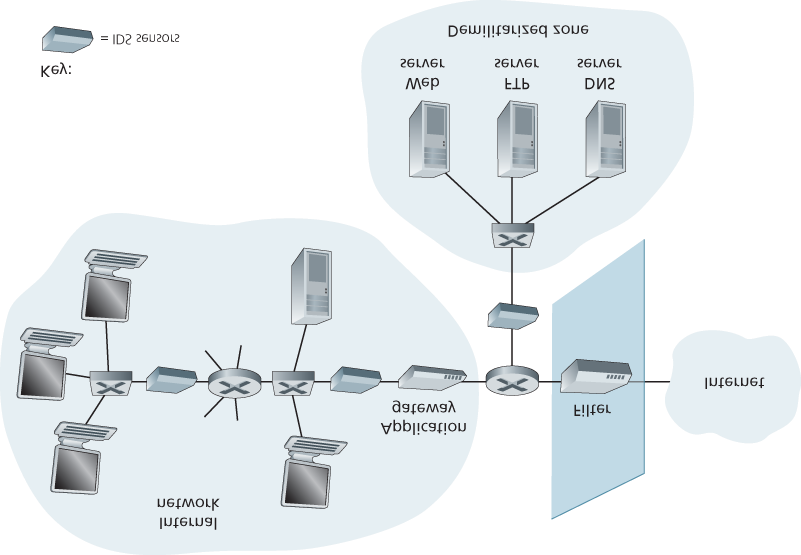 Key:
= IDS sensors
Internal
network
Application
gateway
Filter
Internet
Web
server
FTP
server
DNS
server
Demilitarized zone